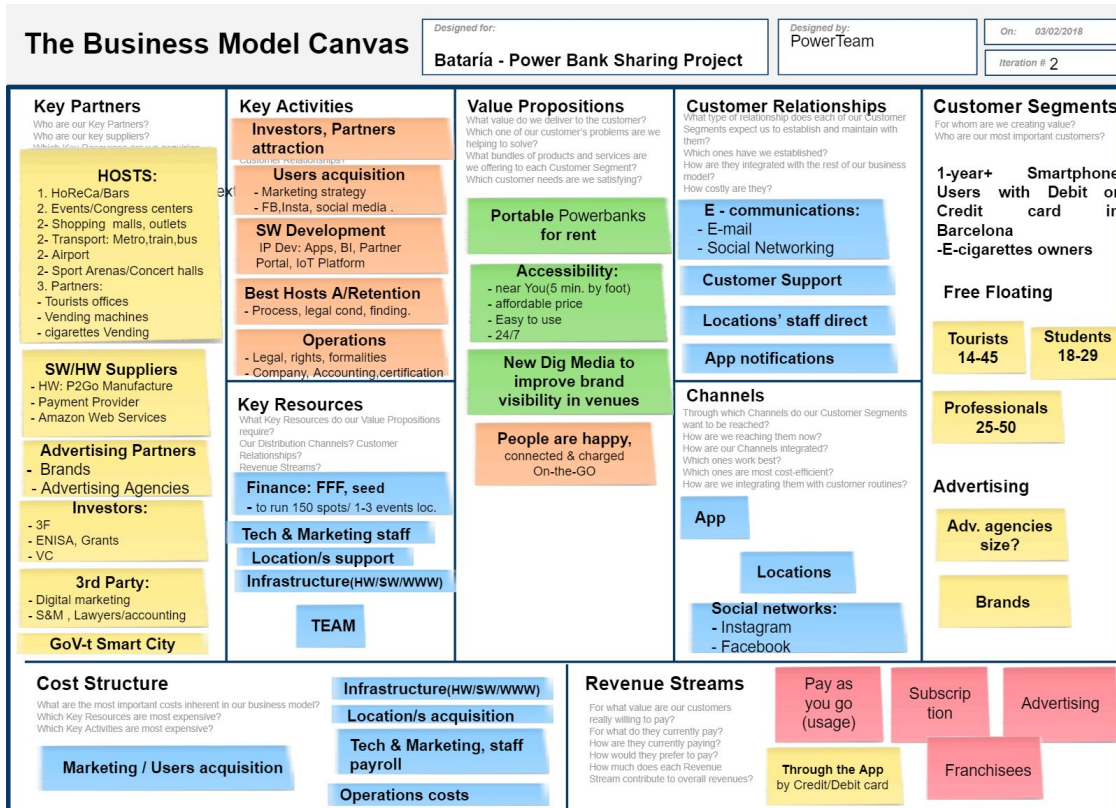 The Business Model Canvas
Designed for:
Bataría - Power Bank Sharing Project
Designed by:
PowerTeam
On: 03/02/2018
Iteration # 2
Key Partners
Who are our Key Partners?
Who are our key suppliers?
HOSTS:
1. HoReCa/Bars
2. Events/Congress centers
2- Shopping malls, outlets
2- Transport: Metro,train,bus
2- Airport
2- Sport Arenas/Concert halls
3. Partners:
- Tourists offices
- Vending machines
- cigarettes Vending
SW/HW Suppliers
- HW: P2Go Manufacture
- Payment Provider
- Amazon Web Services
Advertising Partners
- Brands
- Advertising Agencies
Investors:
- 3F
- ENISA, Grants
- VC
3rd Party:
- Digital marketing
- S&M , Lawyers/accounting
GoV-t Smart City
Key Activities
Investors, Partners
attraction
Customer Relationships?
Users acquisition
- Marketing strategy
- FB,Insta, social media .
SW Development
IP Dev: Apps, BI, Partner
Portal, IoT Platform
Best Hosts A/Retention
- Process, legal cond, finding.
Operations
- Legal, rights, formalities
- Company, Accounting,certification
Key Resources
What Key Resources do our Value Propositions
require?
Our Distribution Channels? Customer
Relationships?
Revenue Streams?
Finance: FFF, seed
- to run 150 spots/ 1-3 events loc.
Tech & Marketing staff
Location/s support
Infrastructure(HW/SW/WWW)
TEAM
Value Propositions
What value do we deliver to the customer?
Which one of our customer's problems are we
helping to solve?
What bundles of products and services are
we offering to each Customer Segment?
Which customer needs are we satisfying?
Portable Powerbanks
for rent
Accessibility:
- near You(5 min. by foot)
- affordable price
- Easy to use
- 24/7
New Dig Media to
improve brand
visibility in venues
People are happy,
connected & charged
On-the-GO
Customer Relationships
What type of relationship does each of our Customer
Segments expect us to establish and maintain with
them?
Which ones have we established?
How are they integrated with the rest of our business
model?
How costly are they?
E - communications:
- E-mail
- Social Networking
Customer Support
Locations' staff direct
App notifications
Channels
Through which Channels do our Customer Segments
want to be reached?
How are we reaching them now?
How are our Channels integrated?
Which ones work best?
Which ones are most cost-efficient?
How are we integrating them with customer routines?
App
Locations
Social networks:
- Instagram
- Facebook
Customer Segments
For whom are we creating value?
Who are our most important customers?
1-year+ Smartphone
Users with Debit or
Credit card in
Barcelona
-E-cigarettes owners
Free Floating
Tourists
14-45
Students
18-29
Professionals
25-50
Advertising
Adv. agencies
size?
Brands
Cost Structure
What are the most important costs inherent in our business model?
Which Key Resources are most expensive?
Which Key Activities are most expensive?
Marketing / Users acquisition
Infrastructure(HW/SW/WWW)
Location/s acquisition
Tech & Marketing, staff
payroll
Operations costs
Revenue Streams
For what value are our customers
really willing to pay?
For what do they currently pay?
How are they currently paying?
How would they prefer to pay?
How much does each Revenue
Stream contribute to overall revenues?
Pay as
you go
(usage)
Subscrip
tion
Advertising
Through the App
by Credit/Debit card
Franchisees